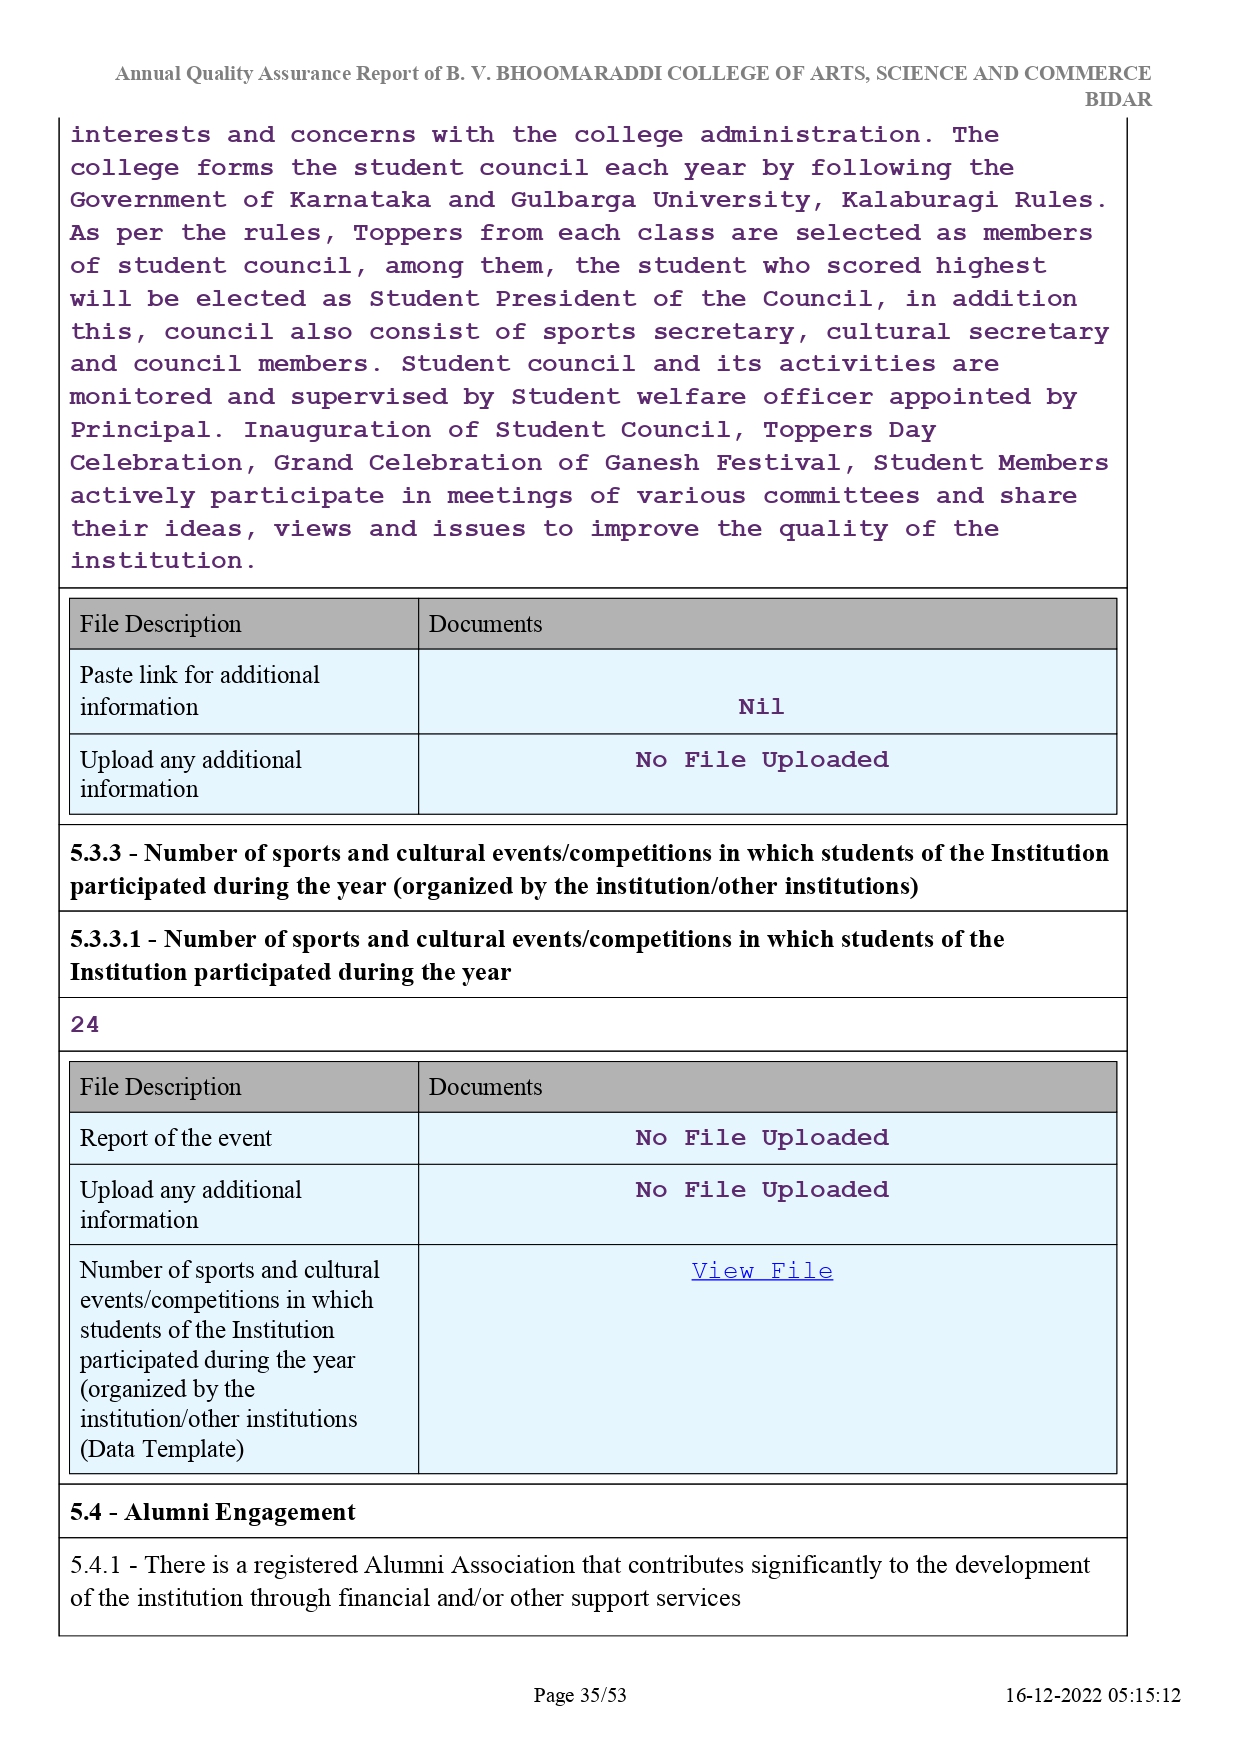 Annual Quality Assurance Report of B. V. BHOOMARADDI COLLEGE OF ARTS, SCIENCE AND COMMERCE
BIDAR
interests and concerns with the college administration. The
college forms the student council each year by following the
Government of Karnataka and Gulbarga University, Kalaburagi Rules.
As per the rules, Toppers from each class are selected as members
of student council, among them, the student who scored highest
will be elected as Student President of the Council, in addition
this, council also consist of sports secretary, cultural secretary
and council members. Student council and its activities are
monitored and supervised by Student welfare officer appointed by
Principal. Inauguration of Student Council, Toppers Day
Celebration, Grand Celebration of Ganesh Festival, Student Members
actively participate in meetings of various committees and share
their ideas, views and issues to improve the quality of the
institution.
File Description
Documents
Paste link for additional
information
Nil
Upload any additional
information
No File Uploaded
5.3.3 - Number of sports and cultural events/competitions in which students of the Institution
participated during the year (organized by the institution/other institutions)
5.3.3.1 - Number of sports and cultural events/competitions in which students of the
Institution participated during the year
24
File Description
Documents
Report of the event
No File Uploaded
Upload any additional
information
No File Uploaded
Number of sports and cultural
events/competitions in which
students of the Institution
participated during the year
(organized by the
institution/other institutions
(Data Template)
View File
5.4 - Alumni Engagement
5.4.1 - There is a registered Alumni Association that contributes significantly to the development
of the institution through financial and/or other support services
Page 35/53
16-12-2022 05:15:12